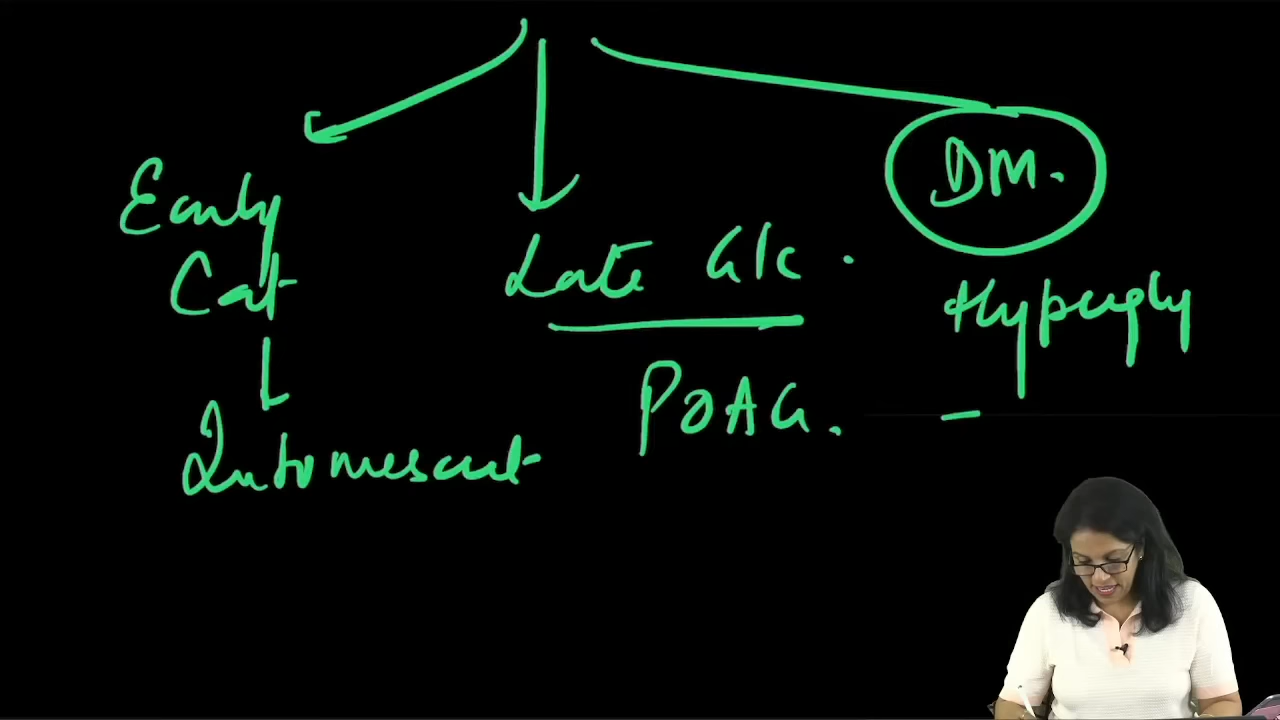 Early
Cat
Intumescent
Late Glc.
POAG.
DM.
Hypergly
-